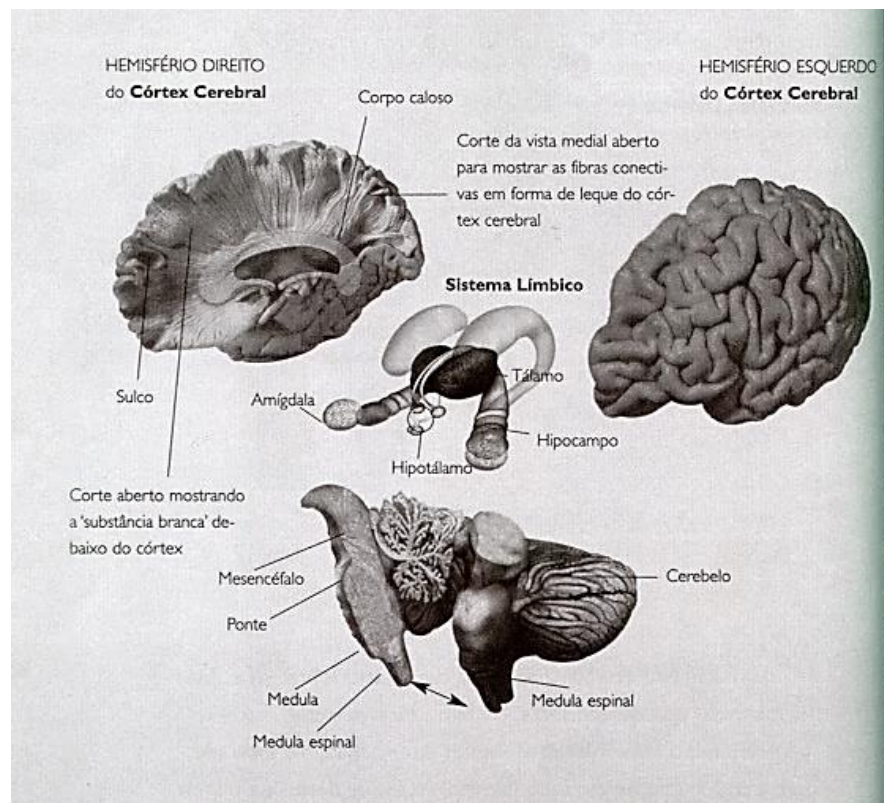 HEMISFÉRIO DIREITO
do Córtex Cerebral
HEMISFÉRIO ESQUERDO
do Córtex Cerebral
Corpo caloso
Corte da vista medial aberto
para mostrar as fibras conecti-
vas em forma de leque do cór-
tex cerebral
Sistema Límbico
Sulco
Amígdala
Tálamo
Hipocampo
Hipotálamo
Corte aberto mostrando
a 'substância branca' de-
baixo do córtex
Mesencéfalo
Cerebelo
Ponte
Medula
Medula espinal
Medula espinal